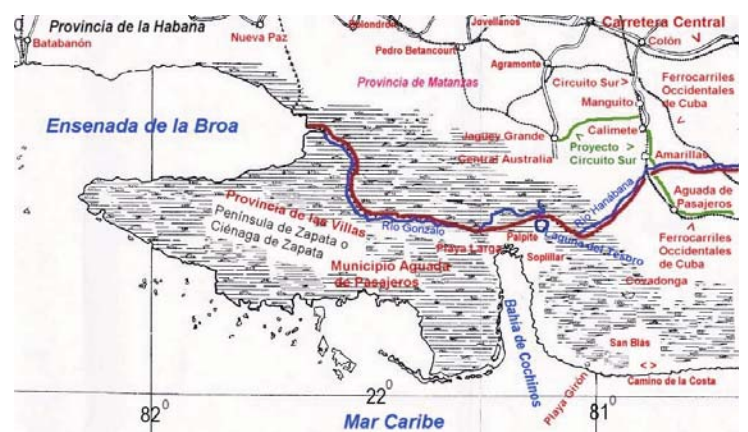 Provincia de la Habana
Batabanón
Nueva Paz
Bolondrón
Jovellanos
Carretera Central
Pedro Betancourt
Colón
Agramonte
Provincia de Matanzas
Circuito Sur >
Ferrocarriles
Occidentales
de Cuba
Manguito
Ensenada de la Broa
Jagüey Grande
Calimete
Central Australia
Proyecto >
Circuito Sur
Amarillas
Aguada de
Pasajeros
Provincia de las Villas
Península de Zapata o
Ciénaga de Zapata
Río Gonzalo
Río Hanábana
Palpite
Laguna del Tesoro
Playa Larga
Soplillar
Ferrocarriles
Occidentales
de Cuba
Municipio Aguada
de Pasajeros
Covadonga
Bahía de Cochinos
San Blas
< >
Camino de la Costa
Playa Girón
82°
22°
81°
Mar Caribe